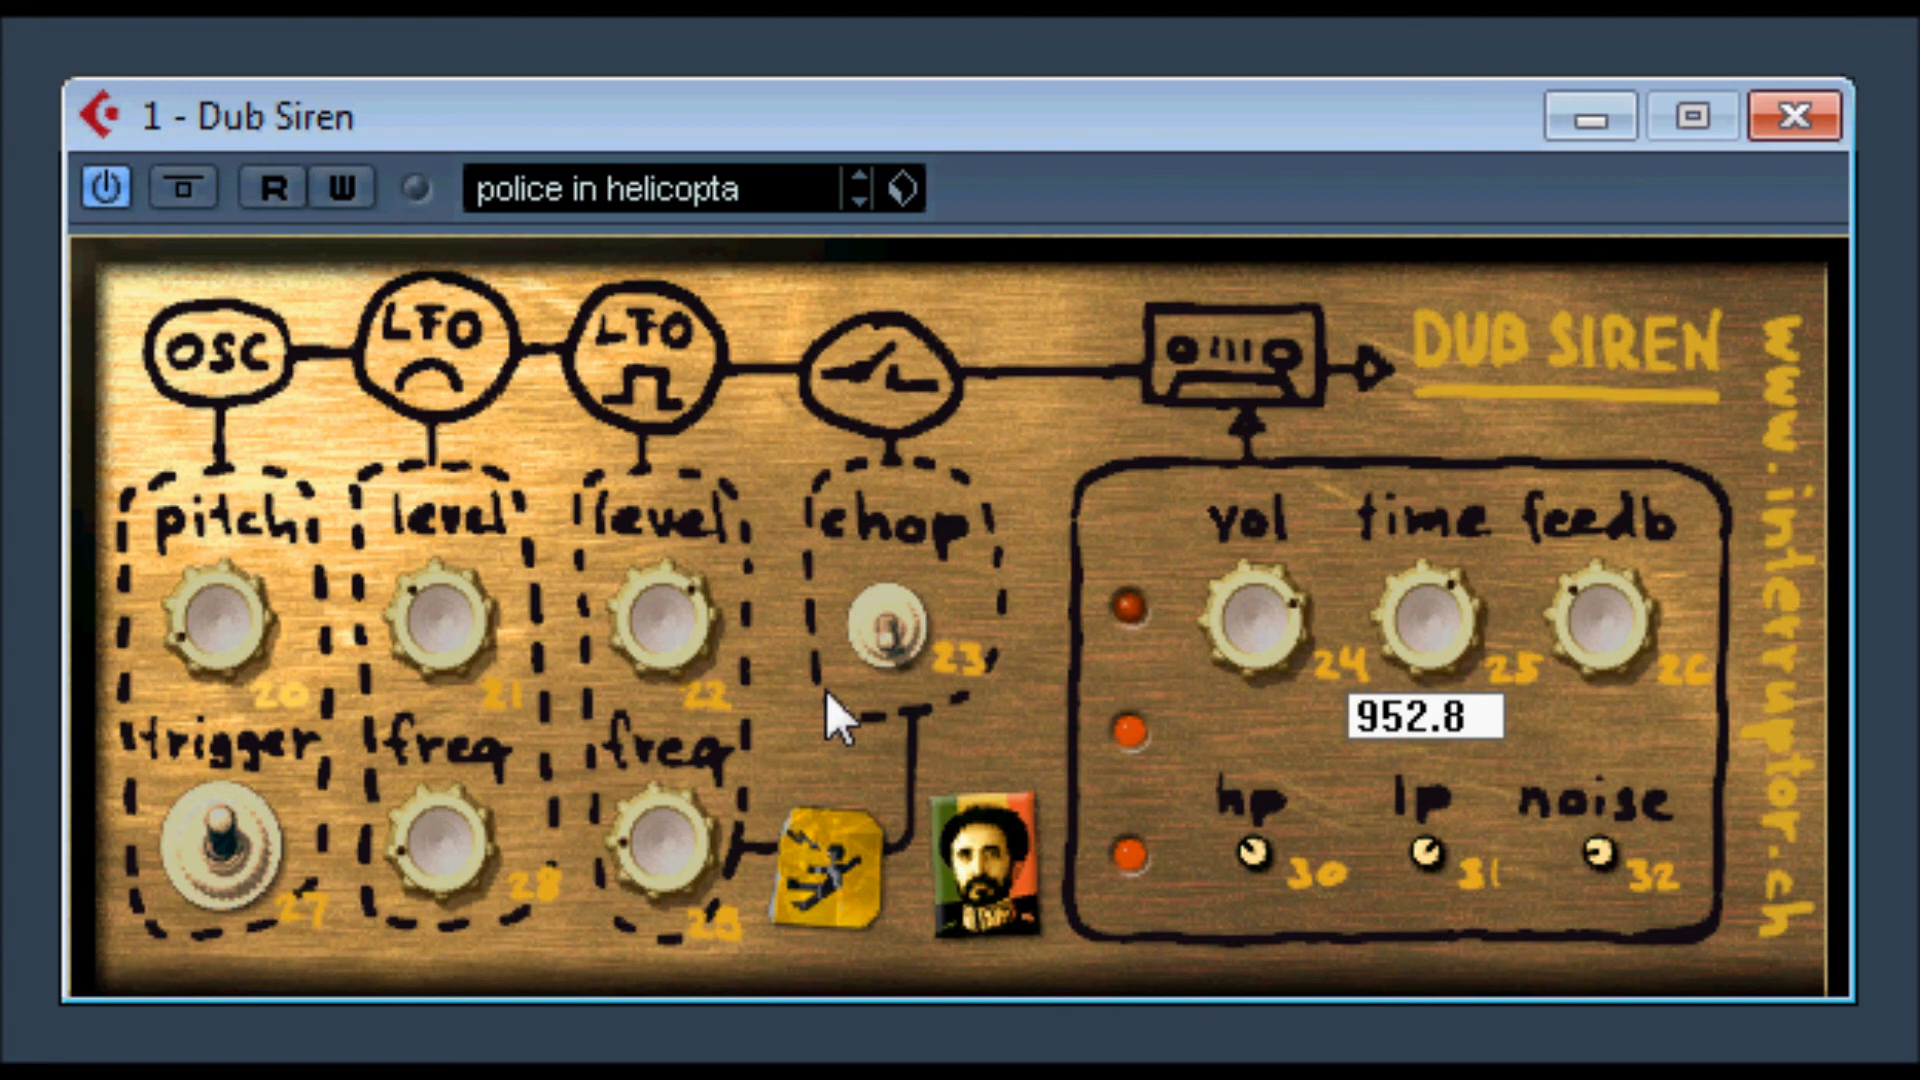 1 - Dub Siren
R W police in helicopta
OSC LFO LFO DUB SIREN
www.interruptor.ch
pitch level level chop vol time feedb
20 21 22 23 24 25 26
952.8
trigger freq freq hp lp noise
27 28 30 31 32